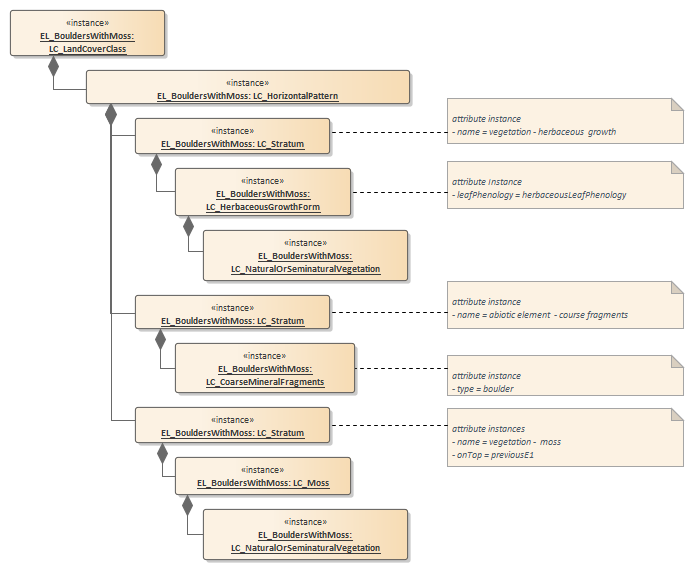 «instance»
EL_BouldersWithMoss:
LC_LandCoverClass
«instance»
EL_BouldersWithMoss: LC_HorizontalPattern
«instance»
EL_BouldersWithMoss: LC_Stratum
attribute instance
- name = vegetation - herbaceous growth
«instance»
EL_BouldersWithMoss:
LC_HerbaceousGrowthForm
attribute Instance
- leafPhenology = herbaceousLeafPhenology
«instance»
EL_BouldersWithMoss:
LC_NaturalOrSeminaturalVegetation
«instance»
EL_BouldersWithMoss: LC_Stratum
attribute instance
- name = abiotic element - course fragments
«instance»
EL_BouldersWithMoss:
LC_CoarseMineralFragments
attribute instance
- type = boulder
«instance»
EL_BouldersWithMoss: LC_Stratum
attribute instances
- name = vegetation - moss
- onTop = previousE1
«instance»
EL_BouldersWithMoss: LC_Moss
«instance»
EL_BouldersWithMoss:
LC_NaturalOrSeminaturalVegetation